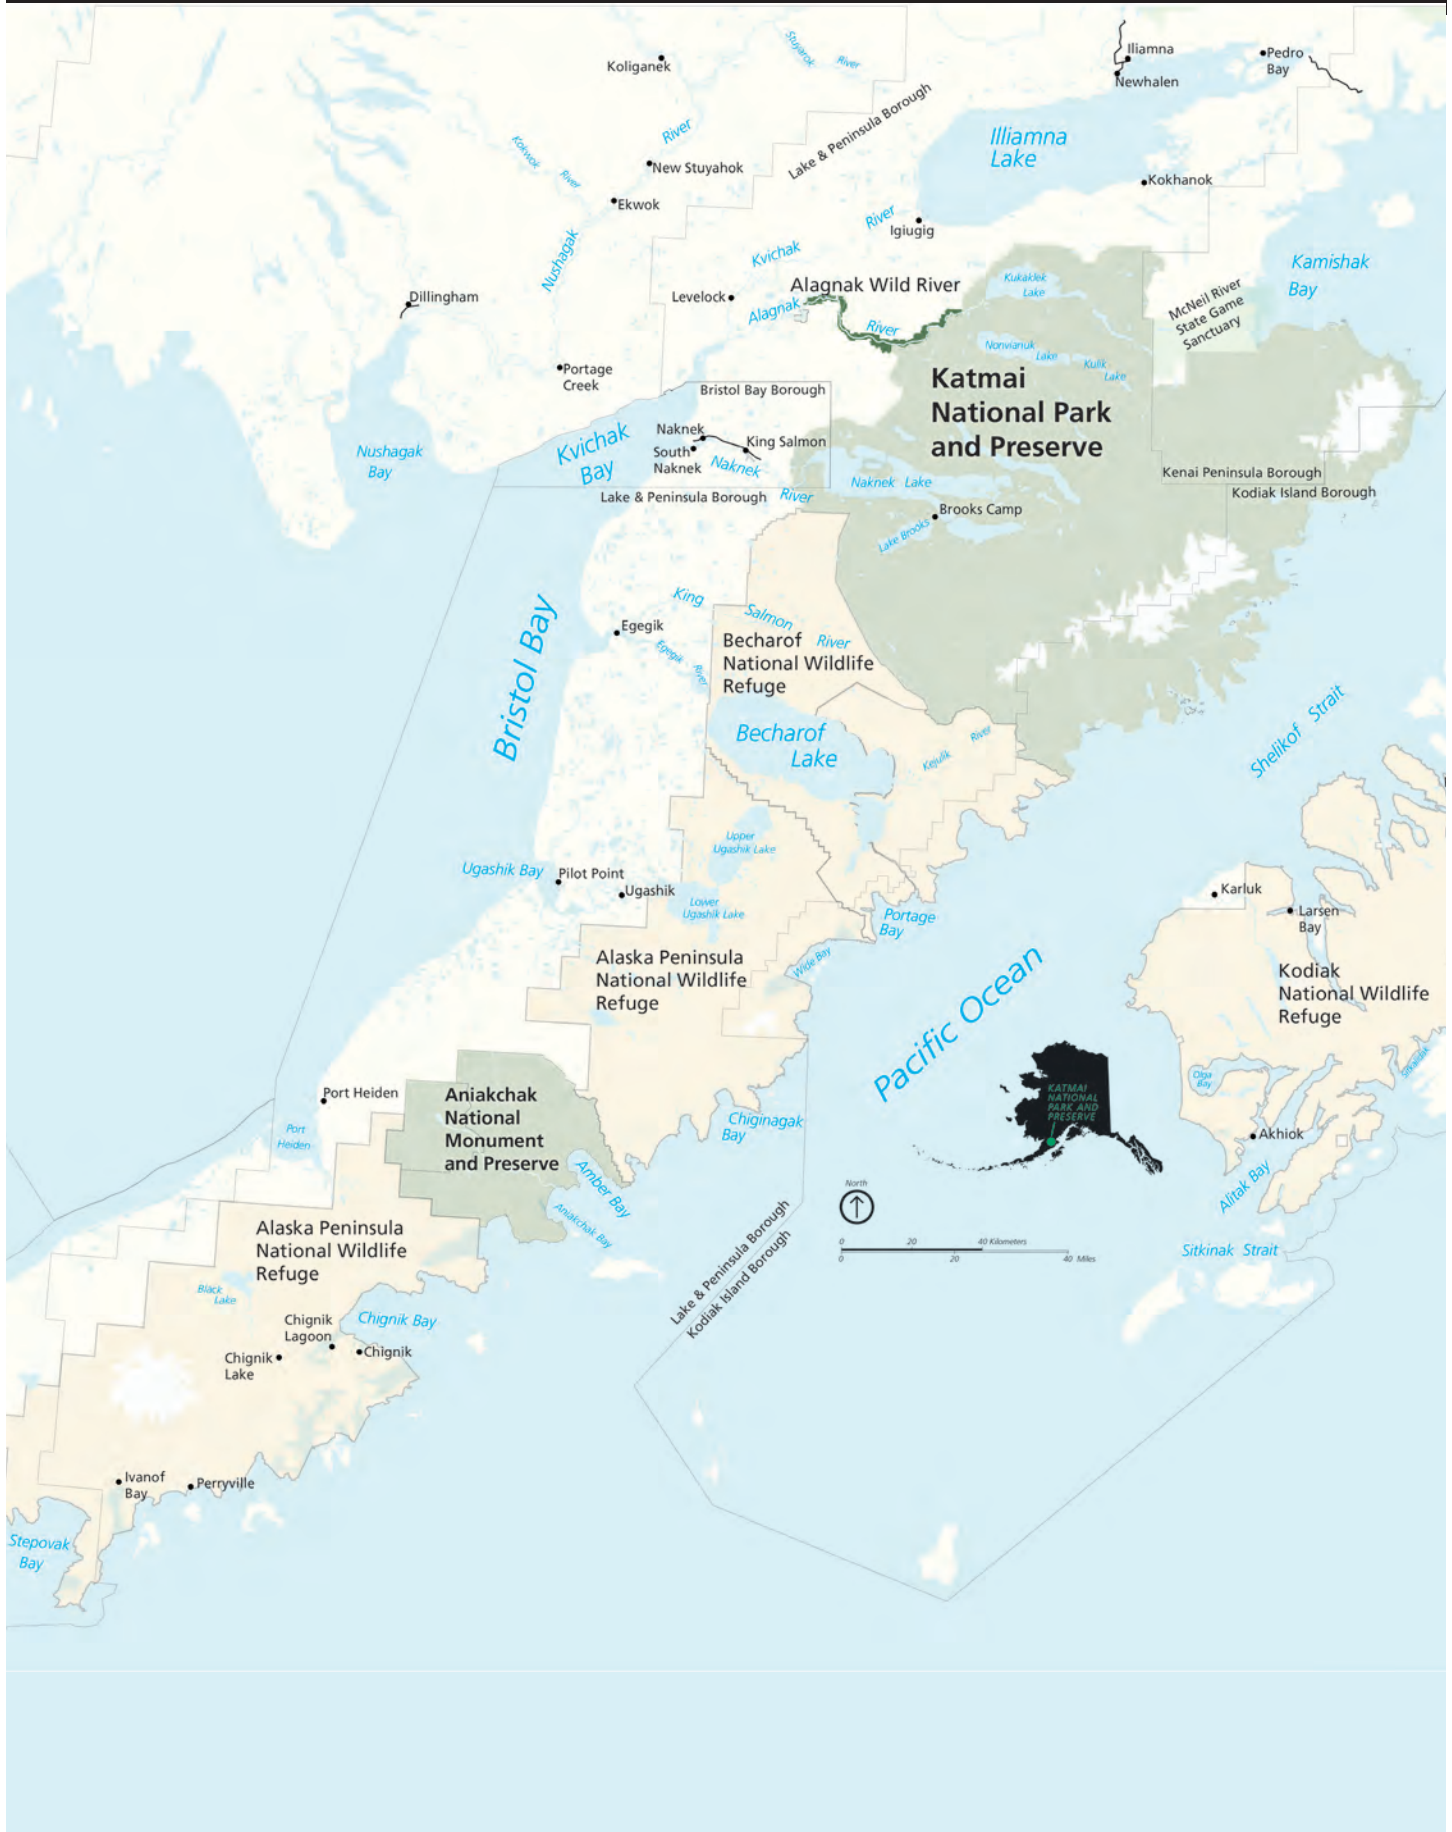 Koliganek
Stuyarok River
Iliamna
Newhalen
Pedro
Bay
Lake & Peninsula Borough
Illiamna
Lake
Kokwok River
River
New Stuyahok
Ekwok
Kokhanok
Nushagak
River
Igiugig
Kvichak
Kamishak
Bay
Dillingham
Levelock
Alagnak Wild River
Alagnak
River
Kukaklek
Lake
McNeil River
State Game
Sanctuary
Nonvianuk
Lake
Kulik
Lake
Portage
Creek
Bristol Bay Borough
Katmai
National Park
and Preserve
Nushagak
Bay
Kvichak
Bay
Naknek
South
Naknek
King Salmon
Naknek
River
Naknek Lake
Kenai Peninsula Borough
Kodiak Island Borough
Lake & Peninsula Borough
Brooks Camp
Lake Brooks
King
Salmon
River
Egegik
Egegik River
Becharof
National Wildlife
Refuge
Bristol Bay
Becharof
Lake
Kejulik River
Shelikof Strait
Upper
Ugashik Lake
Ugashik Bay
Pilot Point
Ugashik
Lower
Ugashik Lake
Portage
Bay
Karluk
Larsen
Bay
Alaska Peninsula
National Wildlife
Refuge
Wide Bay
Pacific Ocean
Kodiak
National Wildlife
Refuge
Olga
Bay
Sitkalidak
Port Heiden
Port
Heiden
Aniakchak
National
Monument
and Preserve
Chiginagak
Bay
KATMAI
NATIONAL
PARK AND
PRESERVE
Akhiok
Alitak Bay
Amber Bay
Aniakchak Bay
North
Lake & Peninsula Borough
Kodiak Island Borough
0 20 40 Kilometers
0 20 40 Miles
Sitkinak Strait
Alaska Peninsula
National Wildlife
Refuge
Black
Lake
Chignik
Lagoon
Chignik Bay
Chignik
Chignik
Lake
Ivanof
Bay
Perryville
Stepovak
Bay